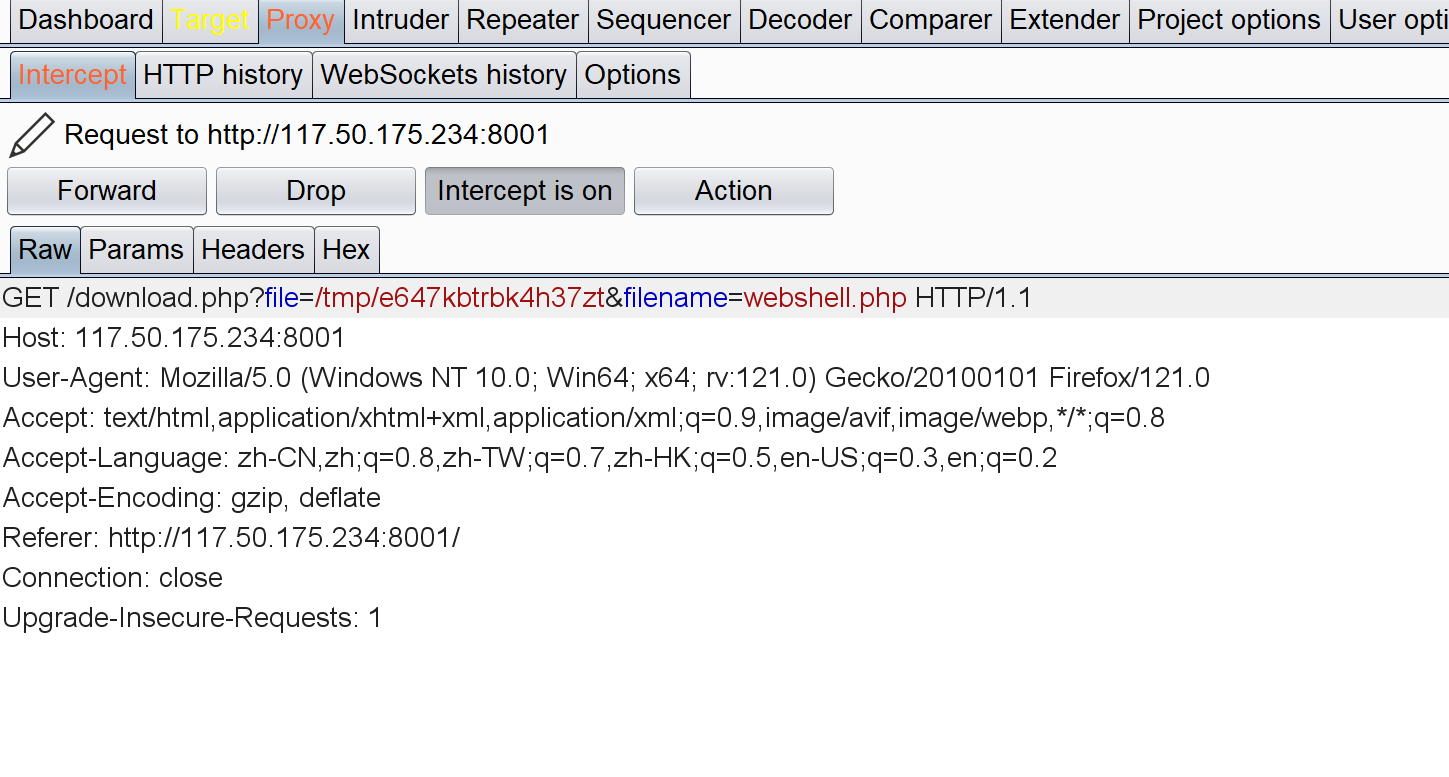 Dashboard Target Proxy Intruder Repeater Sequencer Decoder Comparer Extender Project options User opti
Intercept HTTP history WebSockets history Options
Request to http://117.50.175.234:8001
Forward Drop Intercept is on Action
Raw Params Headers Hex
GET /download.php?file=/tmp/e647kbtrbk4h37zt&filename=webshell.php HTTP/1.1
Host: 117.50.175.234:8001
User-Agent: Mozilla/5.0 (Windows NT 10.0; Win64; x64; rv:121.0) Gecko/20100101 Firefox/121.0
Accept: text/html,application/xhtml+xml,application/xml;q=0.9,image/avif,image/webp,*/*;q=0.8
Accept-Language: zh-CN,zh;q=0.8,zh-TW;q=0.7,zh-HK;q=0.5,en-US;q=0.3,en;q=0.2
Accept-Encoding: gzip, deflate
Referer: http://117.50.175.234:8001/
Connection: close
Upgrade-Insecure-Requests: 1